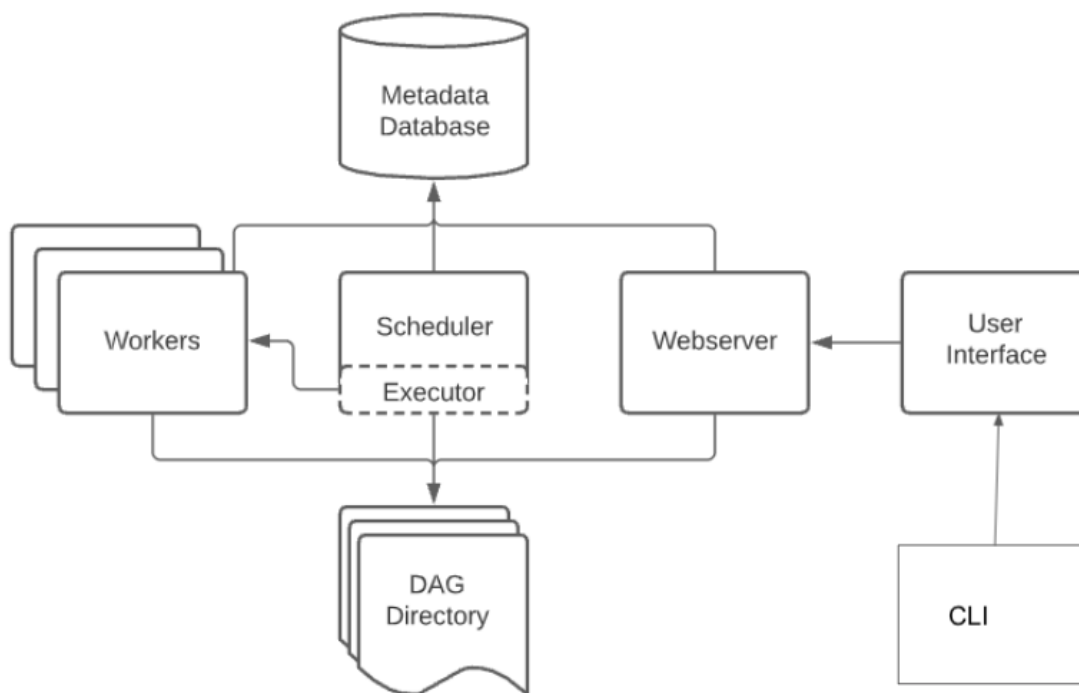 Metadata
Database
Workers
Scheduler
Executor
Webserver
User
Interface
DAG
Directory
CLI